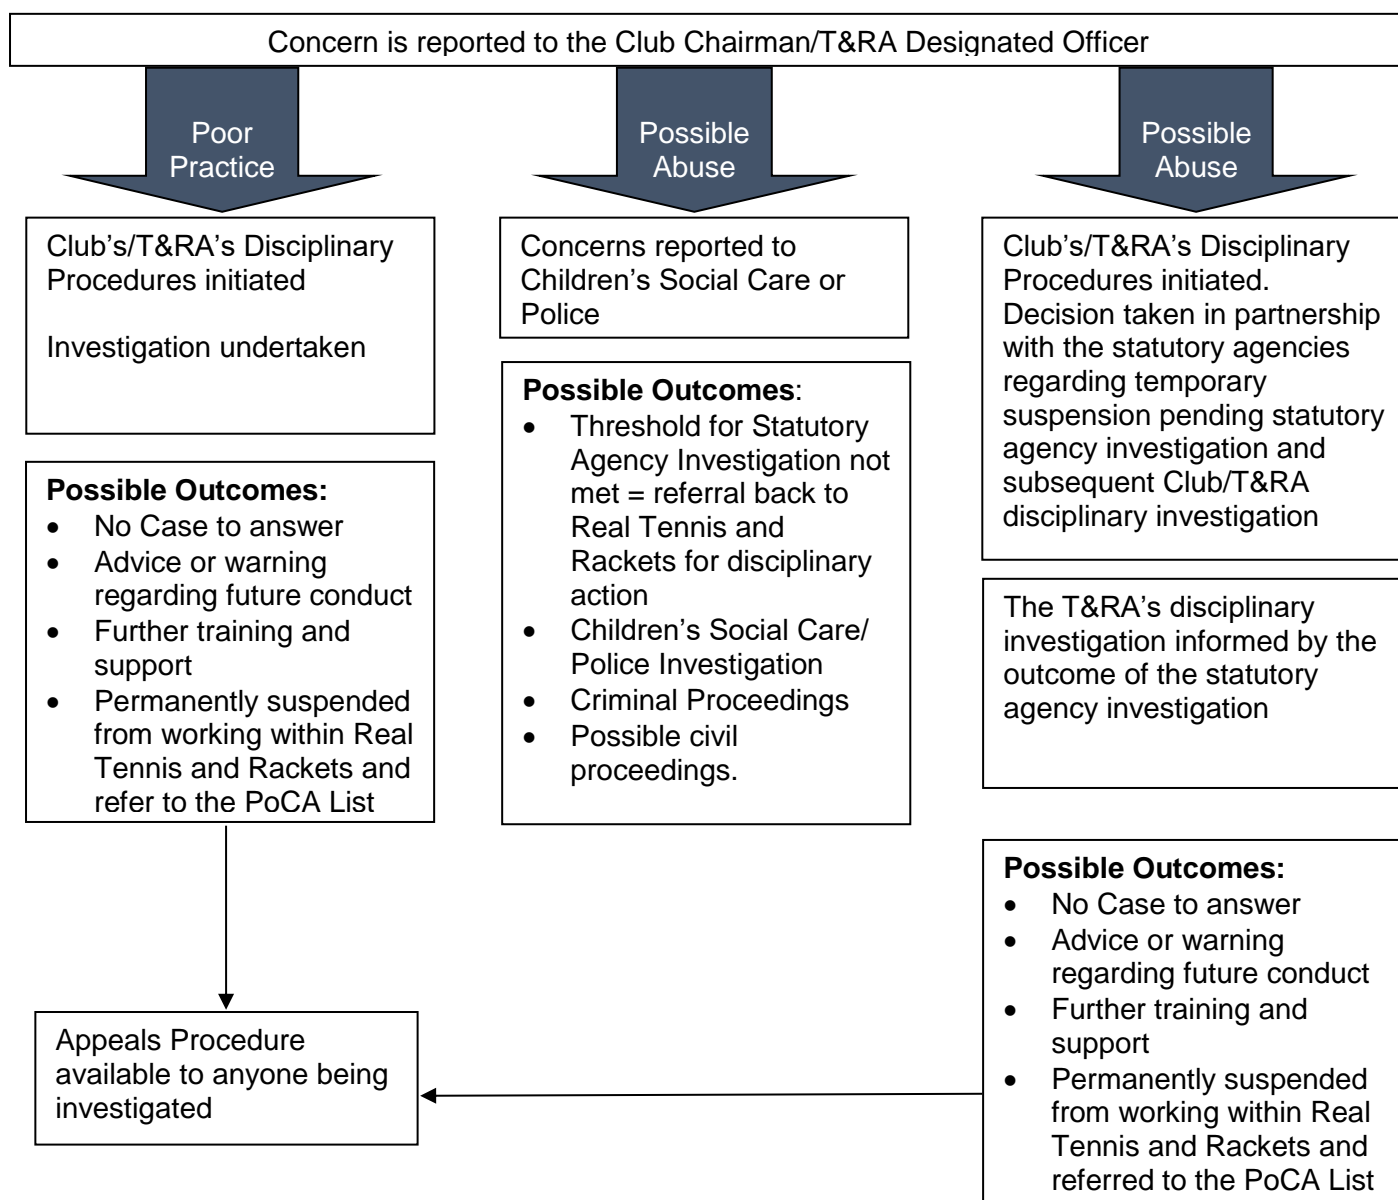 Concern is reported to the Club Chairman/T&RA Designated Officer
Poor
Practice
Possible
Abuse
Possible
Abuse
Club's/T&RA's Disciplinary
Procedures initiated
Investigation undertaken
Possible Outcomes:
• No Case to answer
• Advice or warning
regarding future conduct
• Further training and
support
• Permanently suspended
from working within Real
Tennis and Rackets and
refer to the PoCA List
Appeals Procedure
available to anyone being
investigated
Concerns reported to
Children's Social Care or
Police
Possible Outcomes:
• Threshold for Statutory
Agency Investigation not
met = referral back to
Real Tennis and
Rackets for disciplinary
action
• Children's Social Care/
Police Investigation
• Criminal Proceedings
• Possible civil
proceedings.
Club's/T&RA's Disciplinary
Procedures initiated.
Decision taken in partnership
with the statutory agencies
regarding temporary
suspension pending statutory
agency investigation and
subsequent Club/T&RA
disciplinary investigation
The T&RA's disciplinary
investigation informed by the
outcome of the statutory
agency investigation
Possible Outcomes:
• No Case to answer
• Advice or warning
regarding future conduct
• Further training and
support
• Permanently suspended
from working within Real
Tennis and Rackets and
referred to the PoCA List